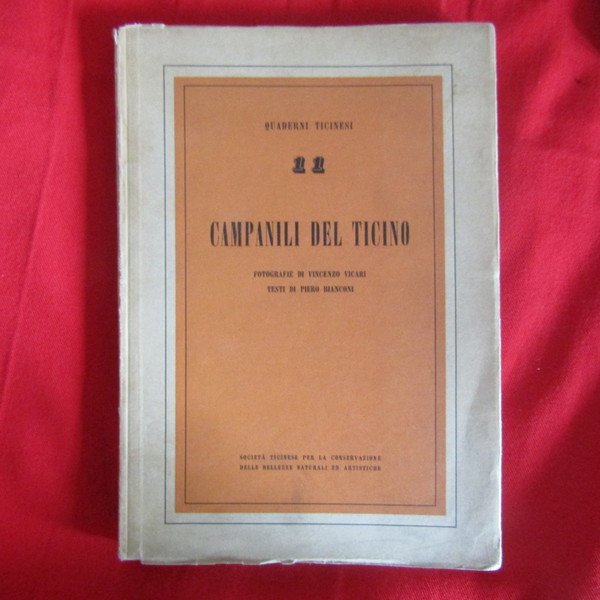 QUADERNI TICINESI
11
CAMPANILI DEL TICINO
FOTOGRAFIE DI VINCENZO VICARI
TESTI DI PIERO BIANCONI
SOCIETÀ TICINESE PER LA CONSERVAZIONE
DELLE BELLEZZE NATURALI ED ARTISTICHE